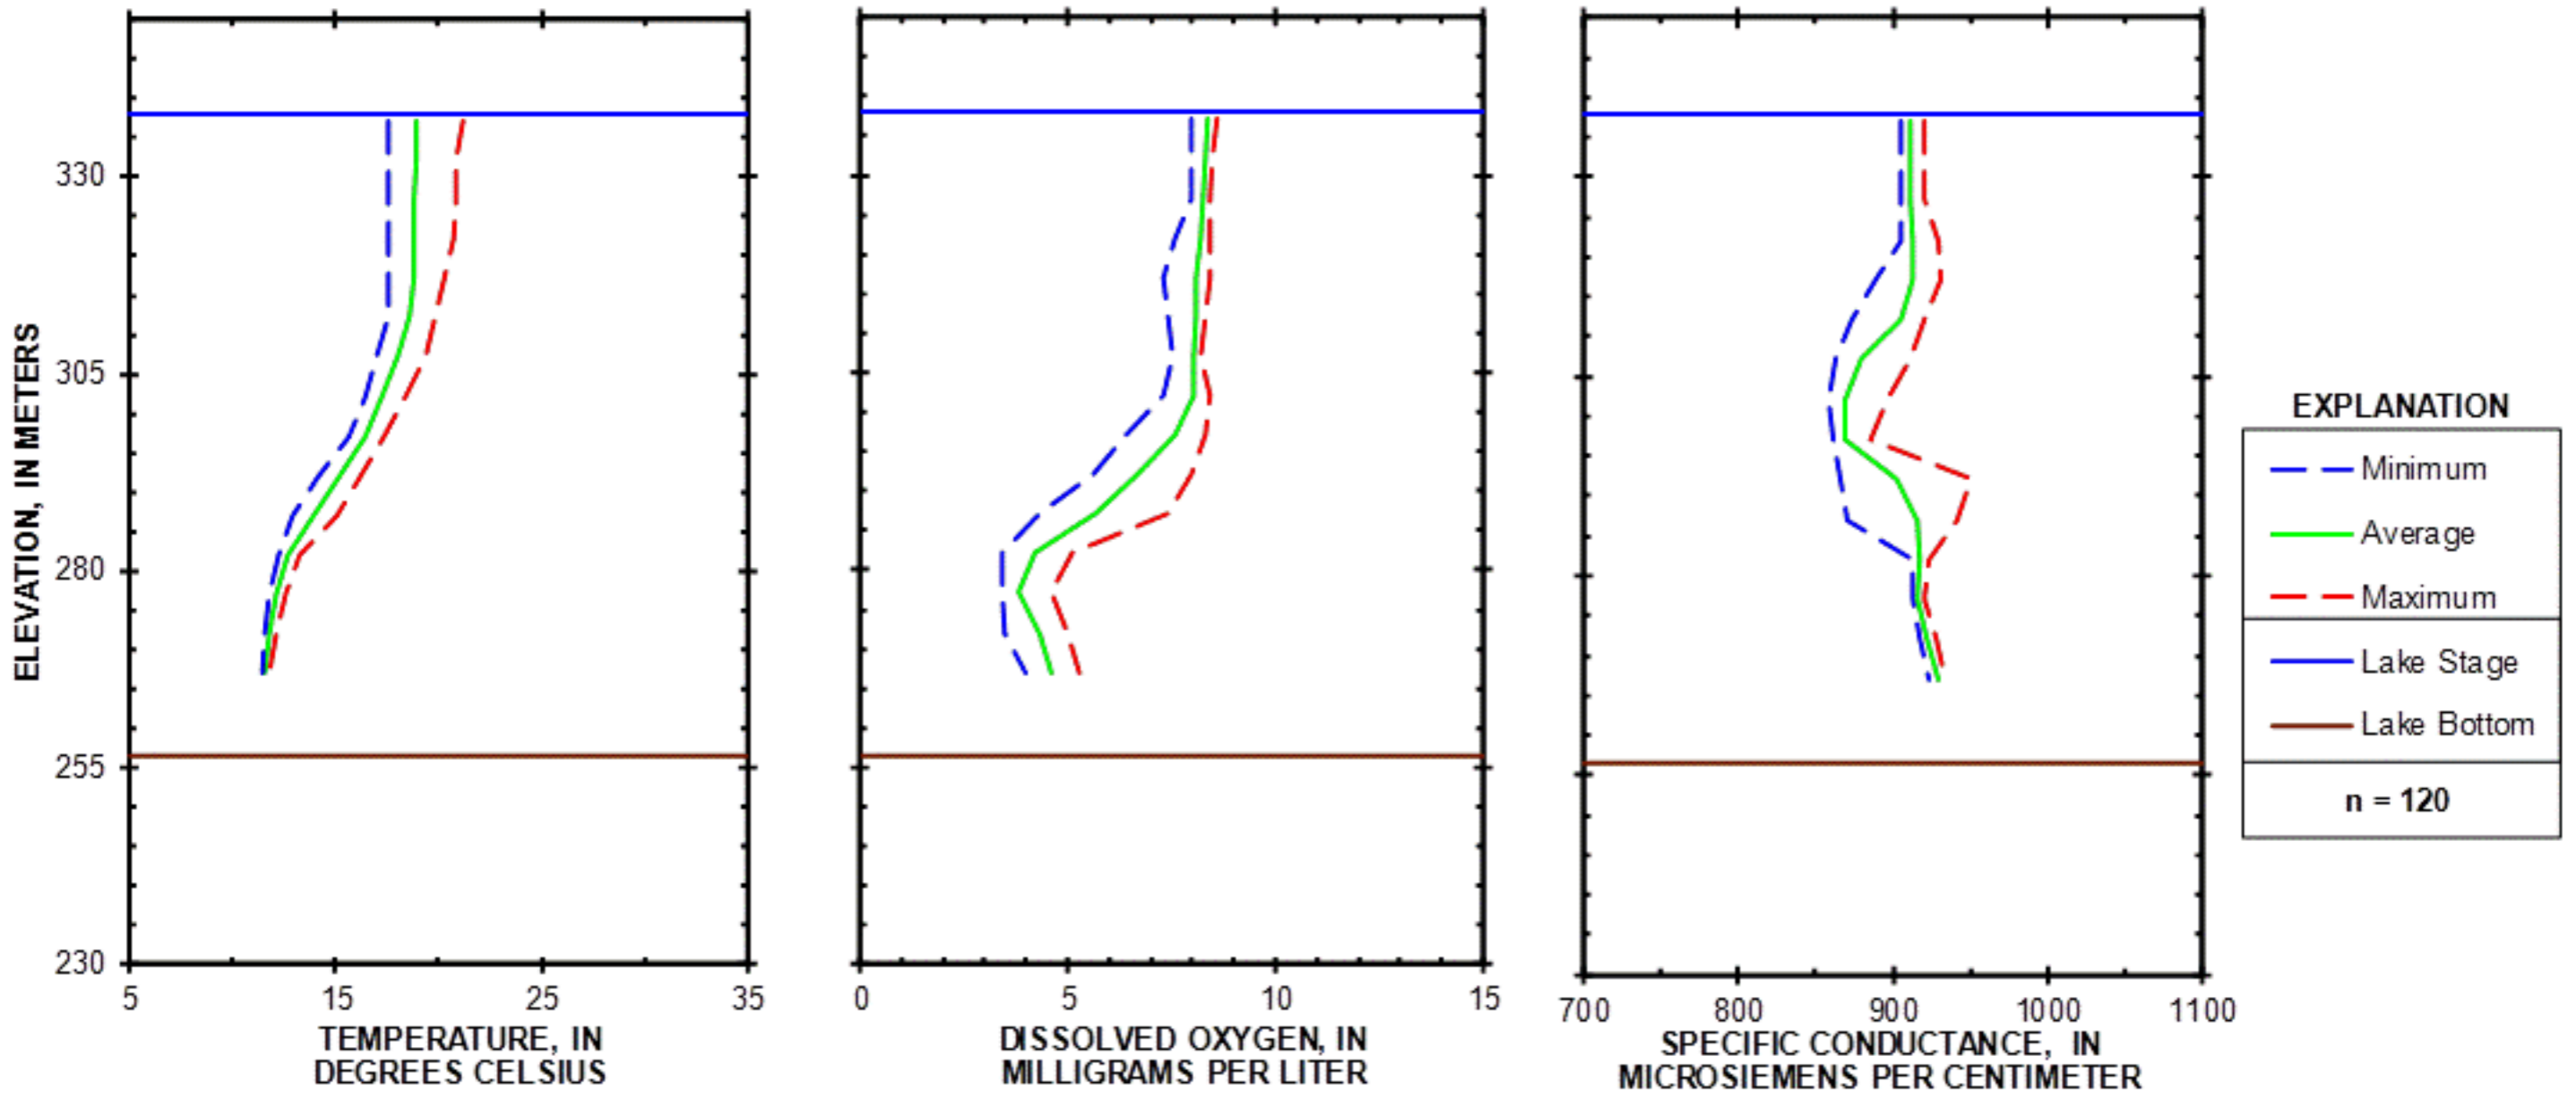 ELEVATION, IN METERS
330
305
280
255
230
5
15
25
35
TEMPERATURE, IN
DEGREES CELSIUS
0
5
10
15
DISSOLVED OXYGEN, IN
MILLIGRAMS PER LITER
700
800
900
1000
1100
SPECIFIC CONDUCTANCE, IN
MICROSIEMENS PER CENTIMETER
EXPLANATION
Minimum
Average
Maximum
Lake Stage
Lake Bottom
n = 120